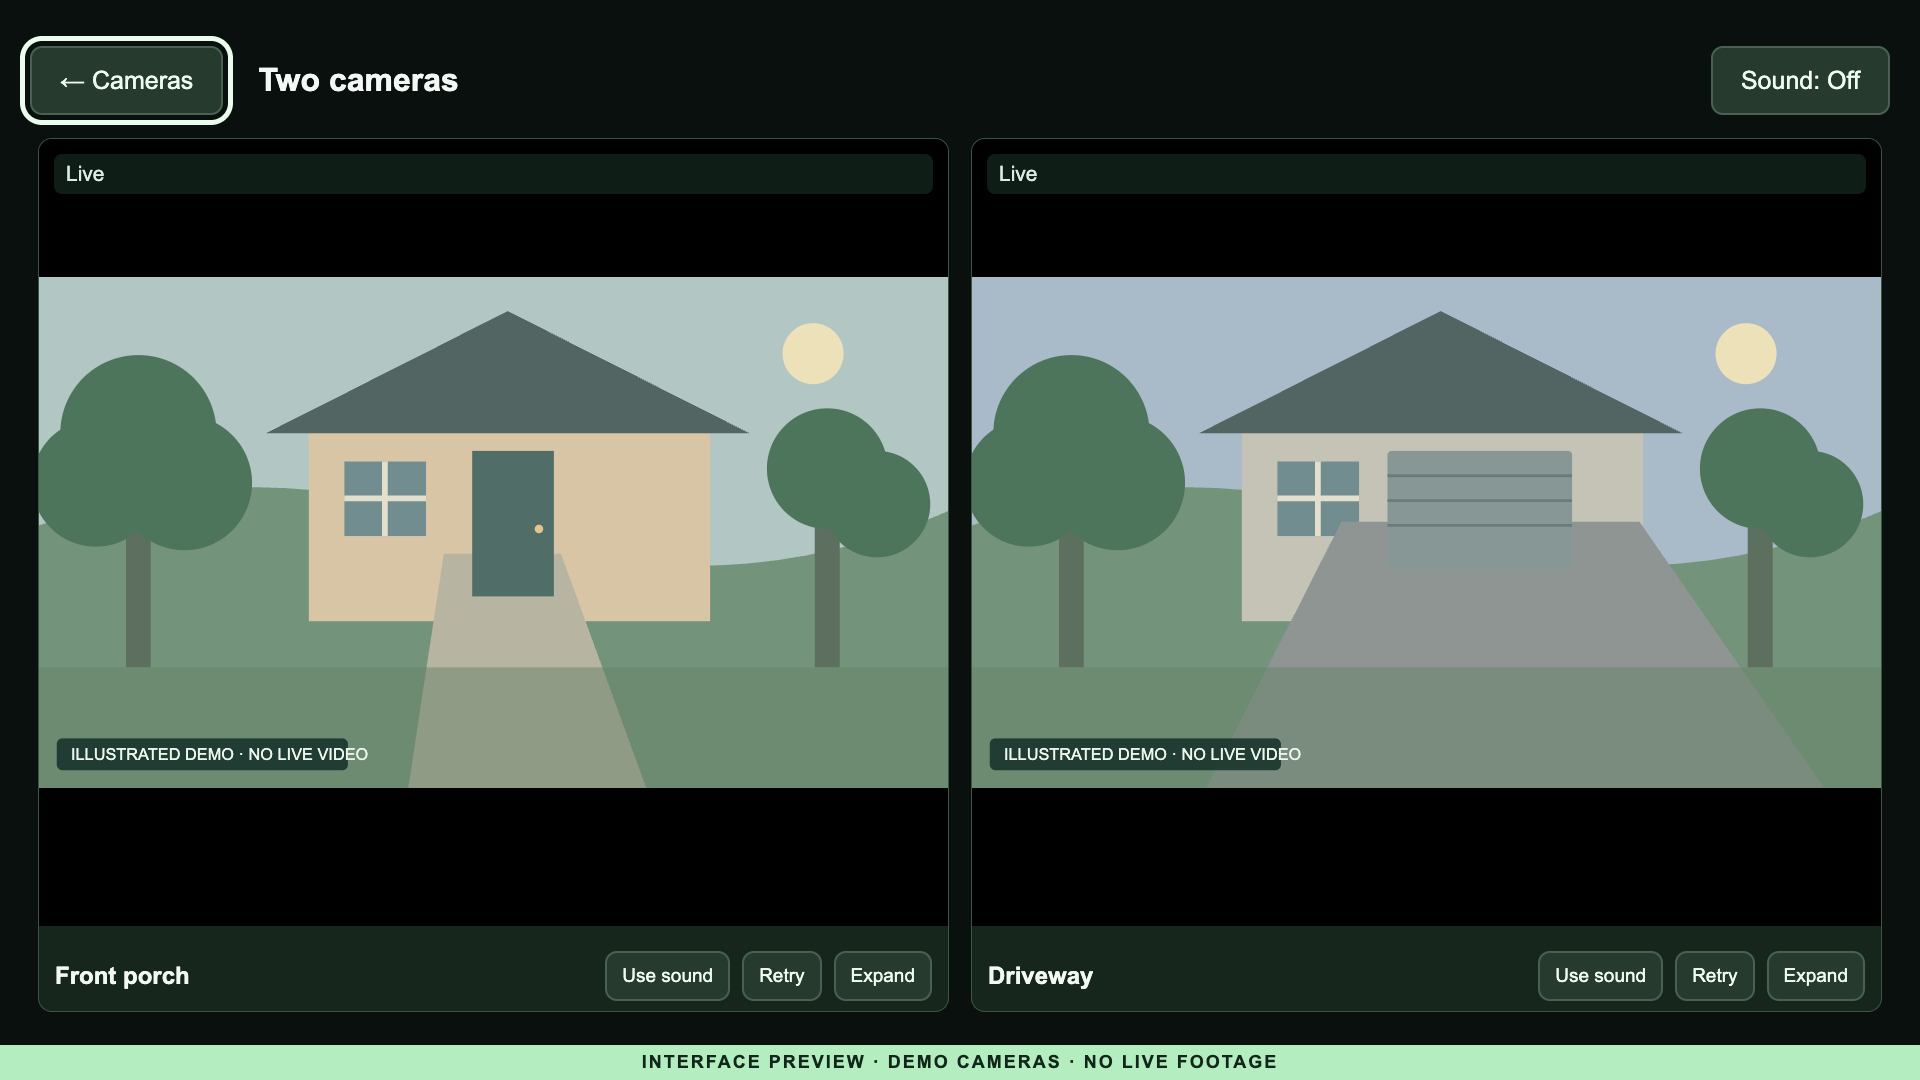 ← Cameras
Two cameras
Sound: Off
Live
Live
ILLUSTRATED DEMO · NO LIVE VIDEO
ILLUSTRATED DEMO · NO LIVE VIDEO
Front porch
Use sound
Retry
Expand
Driveway
Use sound
Retry
Expand
INTERFACE PREVIEW · DEMO CAMERAS · NO LIVE FOOTAGE